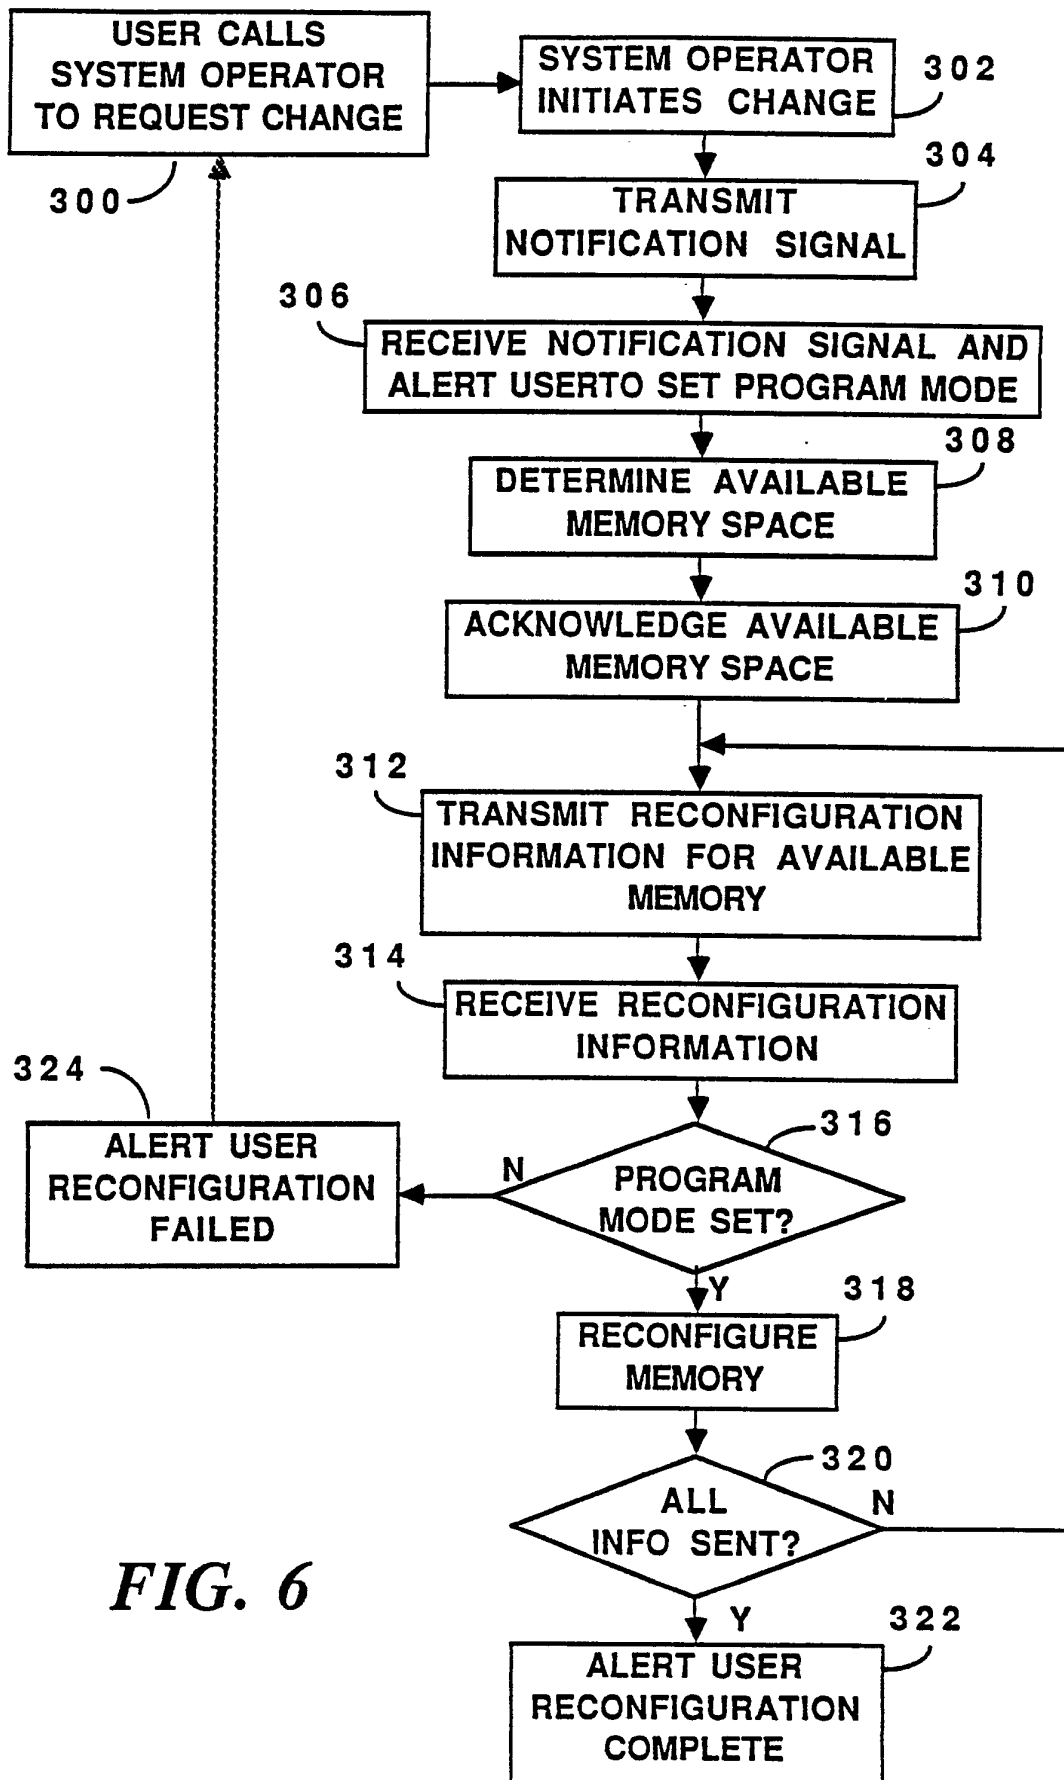 USER CALLS
SYSTEM OPERATOR
TO REQUEST CHANGE
300
SYSTEM OPERATOR
INITIATES CHANGE
302
304
TRANSMIT
NOTIFICATION SIGNAL
306
RECEIVE NOTIFICATION SIGNAL AND
ALERT USERTO SET PROGRAM MODE
308
DETERMINE AVAILABLE
MEMORY SPACE
310
ACKNOWLEDGE AVAILABLE
MEMORY SPACE
312
TRANSMIT RECONFIGURATION
INFORMATION FOR AVAILABLE
MEMORY
314
RECEIVE RECONFIGURATION
INFORMATION
324
ALERT USER
RECONFIGURATION
FAILED
316
N
PROGRAM
MODE SET?
Y
318
RECONFIGURE
MEMORY
320
ALL
INFO SENT?
N
Y
322
ALERT USER
RECONFIGURATION
COMPLETE
FIG. 6